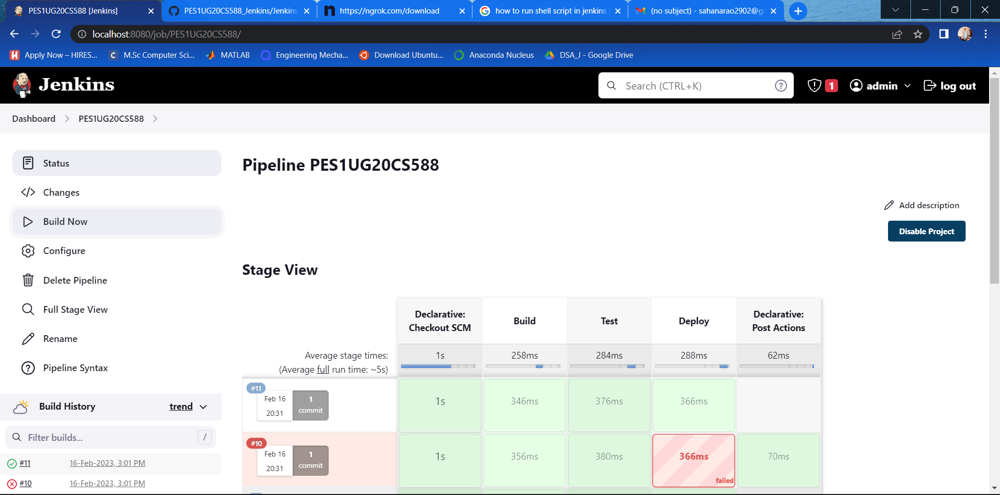 PES1UG20CS588 [Jenkins]
PES1UG20CS588_Jenkins/Jenkins
https://ngrok.com/download
how to run shell script in jenkins
(no subject) - sahanarao2902@g
localhost:8080/job/PES1UG20CS588/
Apply Now – HIRES...
M.Sc Computer Sci...
MATLAB
Engineering Mecha...
Download Ubuntu...
Anaconda Nucleus
DSA_J - Google Drive
Jenkins
Search (CTRL+K)
?
1
admin
log out
Dashboard
PES1UG20CS588
Status
Changes
Build Now
Configure
Delete Pipeline
Full Stage View
Rename
Pipeline Syntax
Build History
trend
Filter builds...
/
#11
16-Feb-2023, 3:01 PM
#10
16-Feb-2023, 3:01 PM
Pipeline PES1UG20CS588
Add description
Disable Project
Stage View
Declarative:
Checkout SCM
Build
Test
Deploy
Declarative:
Post Actions
Average stage times:
(Average full run time: ~5s)
1s
258ms
284ms
288ms
62ms
#11
Feb 16
20:31
1
commit
1s
346ms
376ms
366ms
#10
Feb 16
20:31
1
commit
1s
356ms
380ms
366ms
failed
70ms